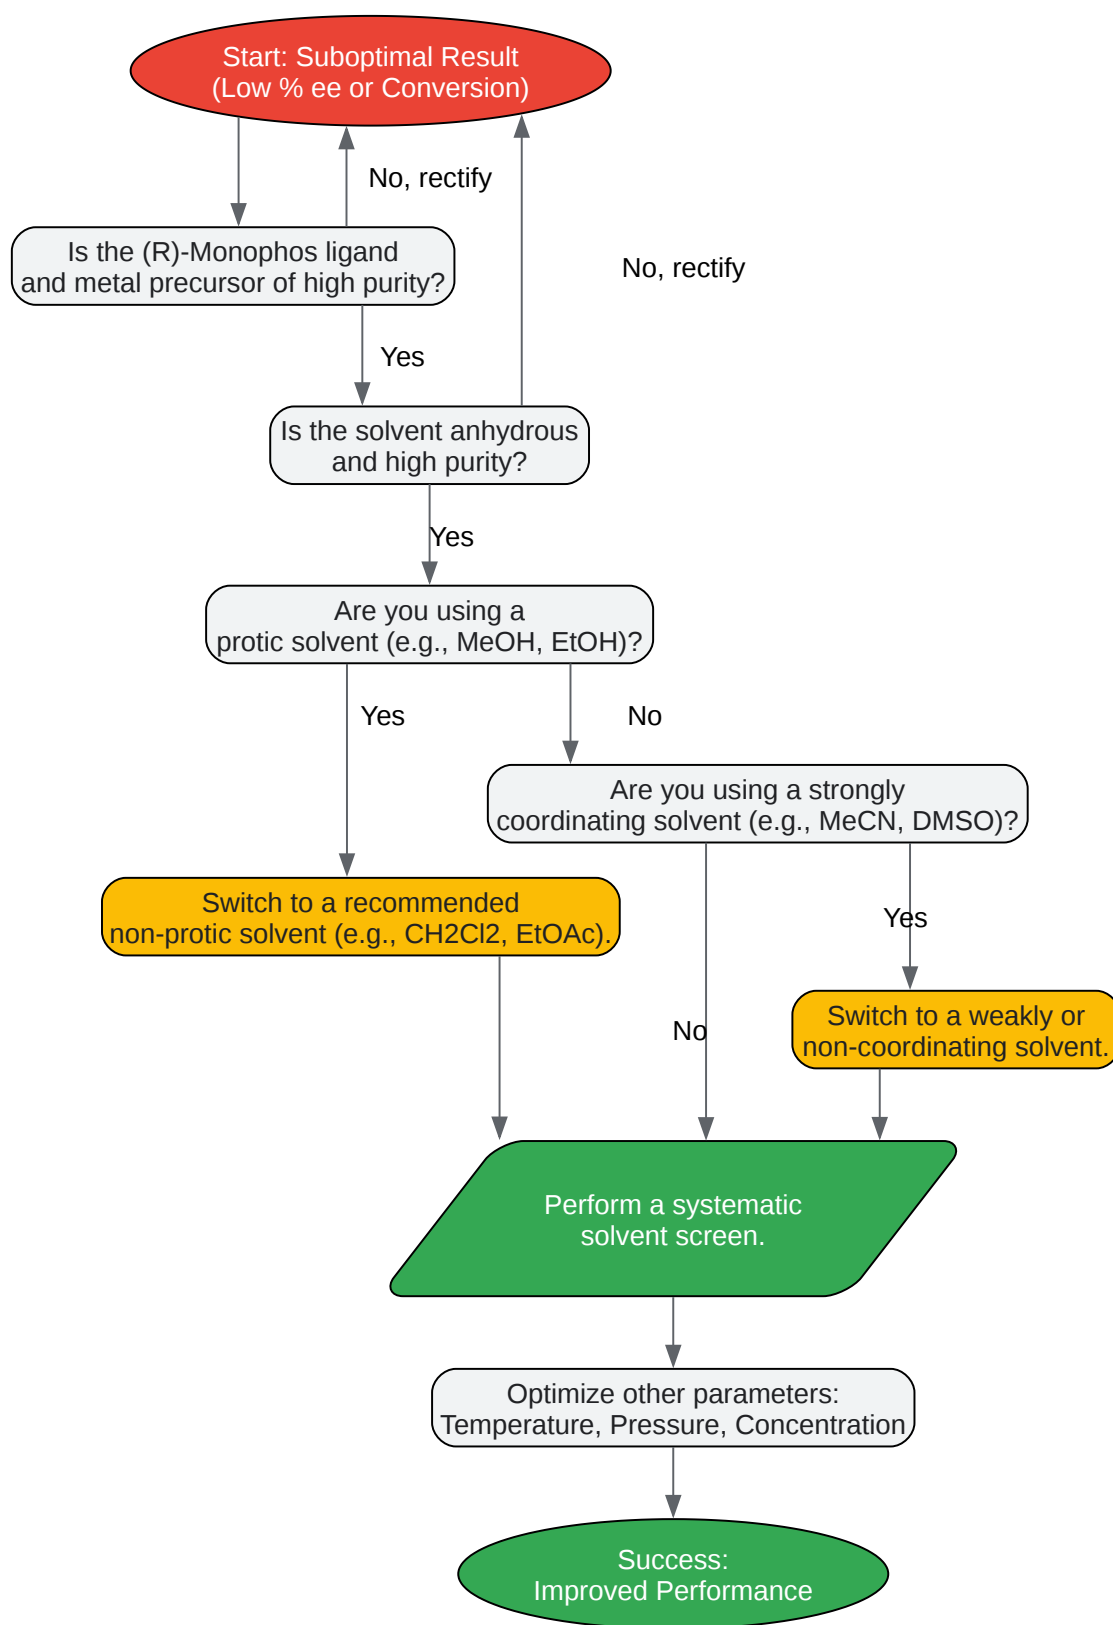 Start: Suboptimal Result
(Low % ee or Conversion)
No, rectify
Is the (R)-Monophos ligand
and metal precursor of high purity?
No, rectify
Yes
Is the solvent anhydrous
and high purity?
Yes
Are you using a
protic solvent (e.g., MeOH, EtOH)?
Yes
No
Are you using a strongly
coordinating solvent (e.g., MeCN, DMSO)?
Switch to a recommended
non-protic solvent (e.g., CH2Cl2, EtOAc).
Yes
No
Switch to a weakly or
non-coordinating solvent.
Perform a systematic
solvent screen.
Optimize other parameters:
Temperature, Pressure, Concentration
Success:
Improved Performance